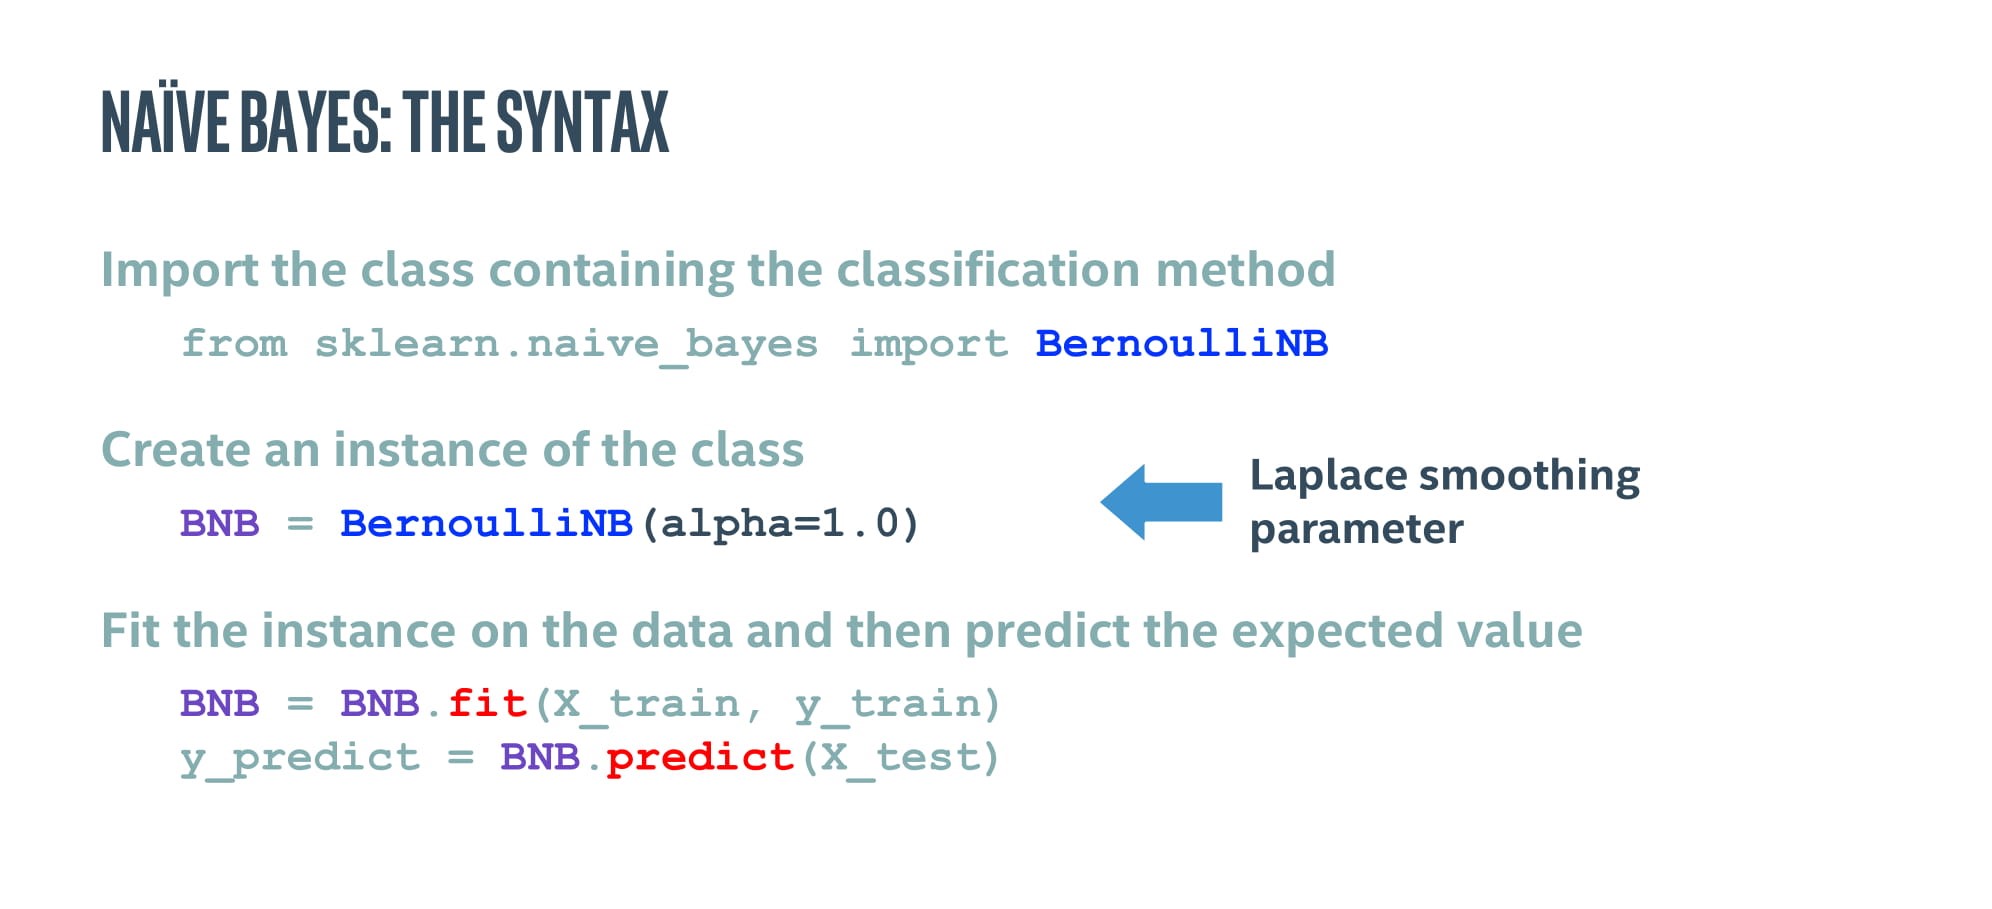 NAÏVE BAYES: THE SYNTAX
Import the class containing the classification method
from sklearn.naive_bayes import BernoulliNB
Create an instance of the class
BNB = BernoulliNB(alpha=1.0)
Laplace smoothing
parameter
Fit the instance on the data and then predict the expected value
BNB = BNB.fit(X_train, y_train)
y_predict = BNB.predict(X_test)